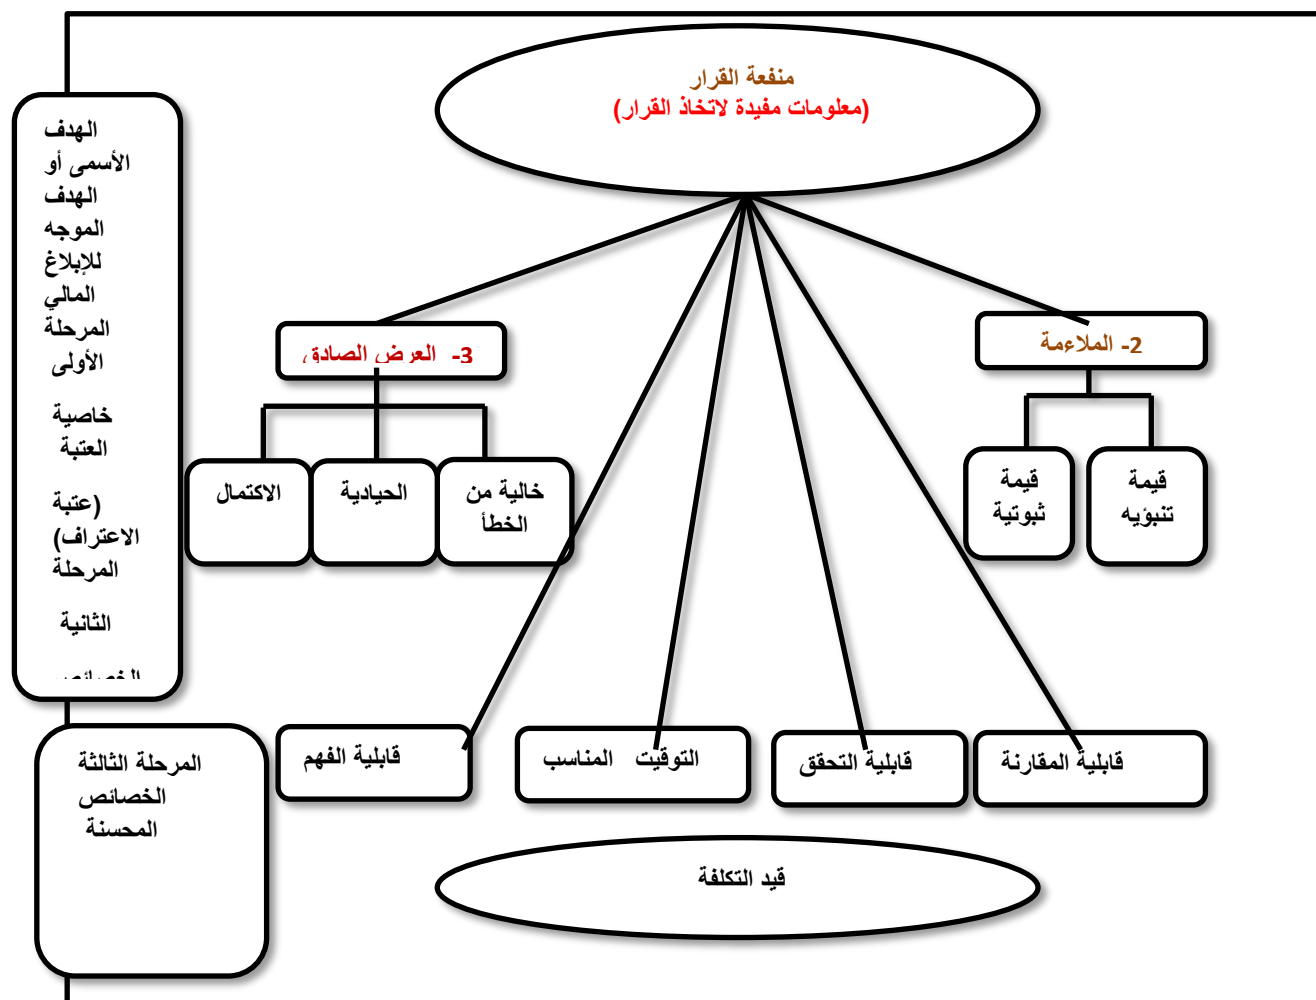 منفعة القرار
(معلومات مفيدة لاتخاذ القرار)
الهدف
الأسمى أو
الهدف
الموجه
للإبلاغ
المالي
المرحلة
الأولى
خاصية
العتبة
(عتبة
الاعتراف)
المرحلة
الثانية
الخصائص
2- الملاءمة
3- العرض الصادق
قيمة
تنبؤيه
قيمة
ثبوتية
خالية من
الخطأ
الحيادية
الاكتمال
قابلية المقارنة
قابلية التحقق
التوقيت المناسب
قابلية الفهم
المرحلة الثالثة
الخصائص
المحسنة
قيد التكلفة